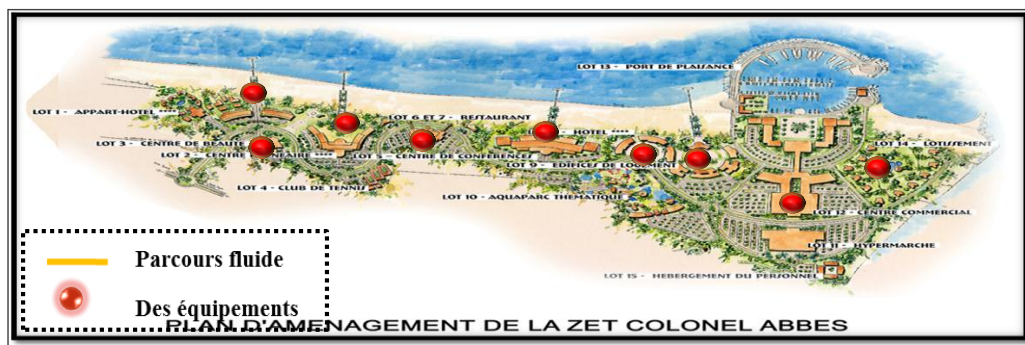 LOT 13 - PORT DE PLAISANCE
LOT 1 - APPART-HOTEL ****
LOT 6 ET 7 - RESTAURANT
HOTEL ****
LOT 3 - CENTRE DE BEAUTE
LOT 14 - LOTISSEMENT
LOT 2 - CENTRE
CENTRE DE CONFERENCES
LOT 9 - EDIFICES DE LOGEMENT
LOT 4 - CLUB DE TENNIS
LOT 10 - AQUAPARC THEMATIQUE
LOT 12 - CENTRE COMMERCIAL
LOT 11 - HYPERMARCHE
LOT 15 - HEBERGEMENT DU PERSONNEL
Parcours fluide
Des équipements
PLAN D'AMENAGEMENT DE LA ZET COLONEL ABBES